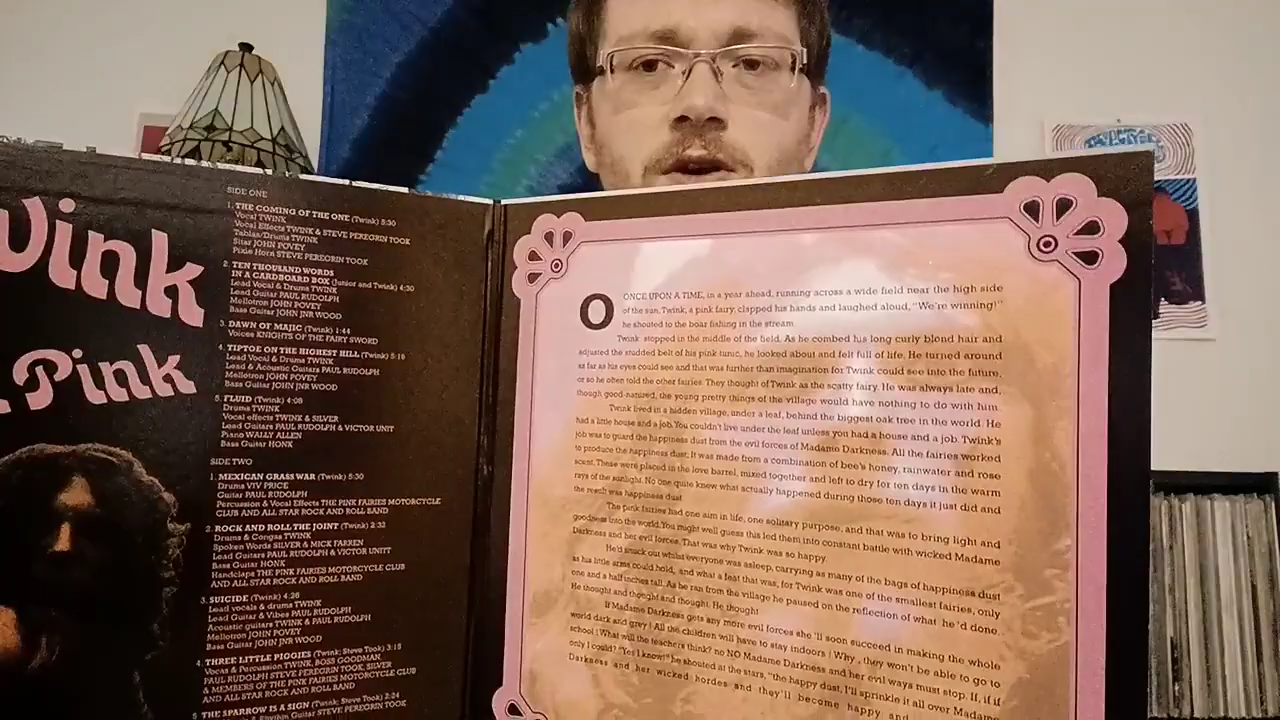 Wink
Pink
SIDE ONE
1. THE COMING OF THE ONE (Twink) 5:30
Vocal TWINK
Vocal Effects TWINK & STEVE PEREGRIN TOOK
Tablas/Drums TWINK
Sitar JOHN POVEY
Pixie Horn STEVE PEREGRIN TOOK
2. TEN THOUSAND WORDS
IN A CARDBOARD BOX (Junior and Twink) 4:30
Lead Vocal & Drums TWINK
Lead Guitar PAUL RUDOLPH
Mellotron JOHN POVEY
Bass Guitar JOHN JNR WOOD
3. DAWN OF MAJIC (Twink) 1:44
Voices KNIGHTS OF THE FAIRY SWORD
4. TIPTOE ON THE HIGHEST HILL (Twink) 5:19
Lead Vocal & Drums TWINK
Lead & Acoustic Guitars PAUL RUDOLPH
Mellotron JOHN POVEY
Bass Guitar JOHN JNR WOOD
5. FLUID (Twink) 4:08
Drums TWINK
Vocal effects TWINK & SILVER
Lead Guitars PAUL RUDOLPH & VICTOR UNIT
Piano WALLY ALLEN
Bass Guitar HONK
SIDE TWO
1. MEXICAN GRASS WAR (Twink) 5:30
Drums VIV PRICE
Guitar PAUL RUDOLPH
Percussion & Vocal Effects THE PINK FAIRIES MOTORCYCLE
CLUB AND ALL STAR ROCK AND ROLL BAND
2. ROCK AND ROLL THE JOINT (Twink) 2:32
Drums & Congas TWINK
Spoken Words SILVER & MICK FARREN
Lead Guitars PAUL RUDOLPH & VICTOR UNITT
Bass Guitar HONK
Handclaps THE PINK FAIRIES MOTORCYCLE CLUB
AND ALL STAR ROCK AND ROLL BAND
3. SUICIDE (Twink) 4:26
Lead vocals & drums TWINK
Lead Guitar & Vibes PAUL RUDOLPH
Acoustic guitars TWINK & PAUL RUDOLPH
Mellotron JOHN POVEY
Bass Guitar JOHN JNR WOOD
4. THREE LITTLE PIGGIES (Twink; Steve Took) 3:15
Vocals & Percussion TWINK, BOSS GOODMAN,
PAUL RUDOLPH STEVE PEREGRIN TOOK, SILVER
& MEMBERS OF THE PINK FAIRIES MOTORCYCLE CLUB
AND ALL STAR ROCK AND ROLL BAND
5 THE SPARROW IS A SIGN (Twink; Steve Took) 2:24
Rhythm Guitar STEVE PEREGRIN TOOK
O ONCE UPON A TIME, in a year ahead, running across a wide field near the high side
of the sun, Twink, a pink fairy, clapped his hands and laughed aloud, "We're winning!"
he shouted to the boar fishing in the stream.
Twink stopped in the middle of the field. As he combed his long curly blond hair and
adjusted the studded belt of his pink tunic, he looked about and felt full of life. He turned around
as far as his eyes could see and that was further than imagination for Twink could see into the future,
or so he often told the other fairies. They thought of Twink as the scatty fairy. He was always late and,
though good-natured, the young pretty things of the village would have nothing to do with him.
Twink lived in a hidden village, under a leaf, behind the biggest oak tree in the world. He
had a little house and a job. You couldn't live under the leaf unless you had a house and a job. Twink's
job was to guard the happiness dust from the evil forces of Madame Darkness. All the fairies worked
to produce the happiness dust; It was made from a combination of bee's honey, rainwater and rose
scent. These were placed in the love barrel, mixed together and left to dry for ten days in the warm
rays of the sunlight. No one quite knew what actually happened during those ten days it just did and
the result was happiness dust
The pink fairies had one aim in life, one solitary purpose, and that was to bring light and
goodness into the world. You might well guess this led them into constant battle with wicked Madame
Darkness and her evil forces. That was why Twink was so happy.
He'd snuck out whilst everyone was asleep, carrying as many of the bags of happiness dust
as his little arms could hold, and what a feat that was, for Twink was one of the smallest fairies, only
one and a half inches tall. As he ran from the village he paused on the reflection of what he'd done.
He thought and thought and thought. He thought
If Madame Darkness gets any more evil forces she'll soon succeed in making the whole
world dark and grey! All the children will have to stay indoors! Why, they won't be able to go to
school! What will the teachers think? no NO Madame Darkness and her evil ways must stop. If, if if
only I could? "Yes I know!" he shouted at the stars, "the happy dust, I'll sprinkle it all over Madame
Darkness and her wicked hordes and they'll become happy and